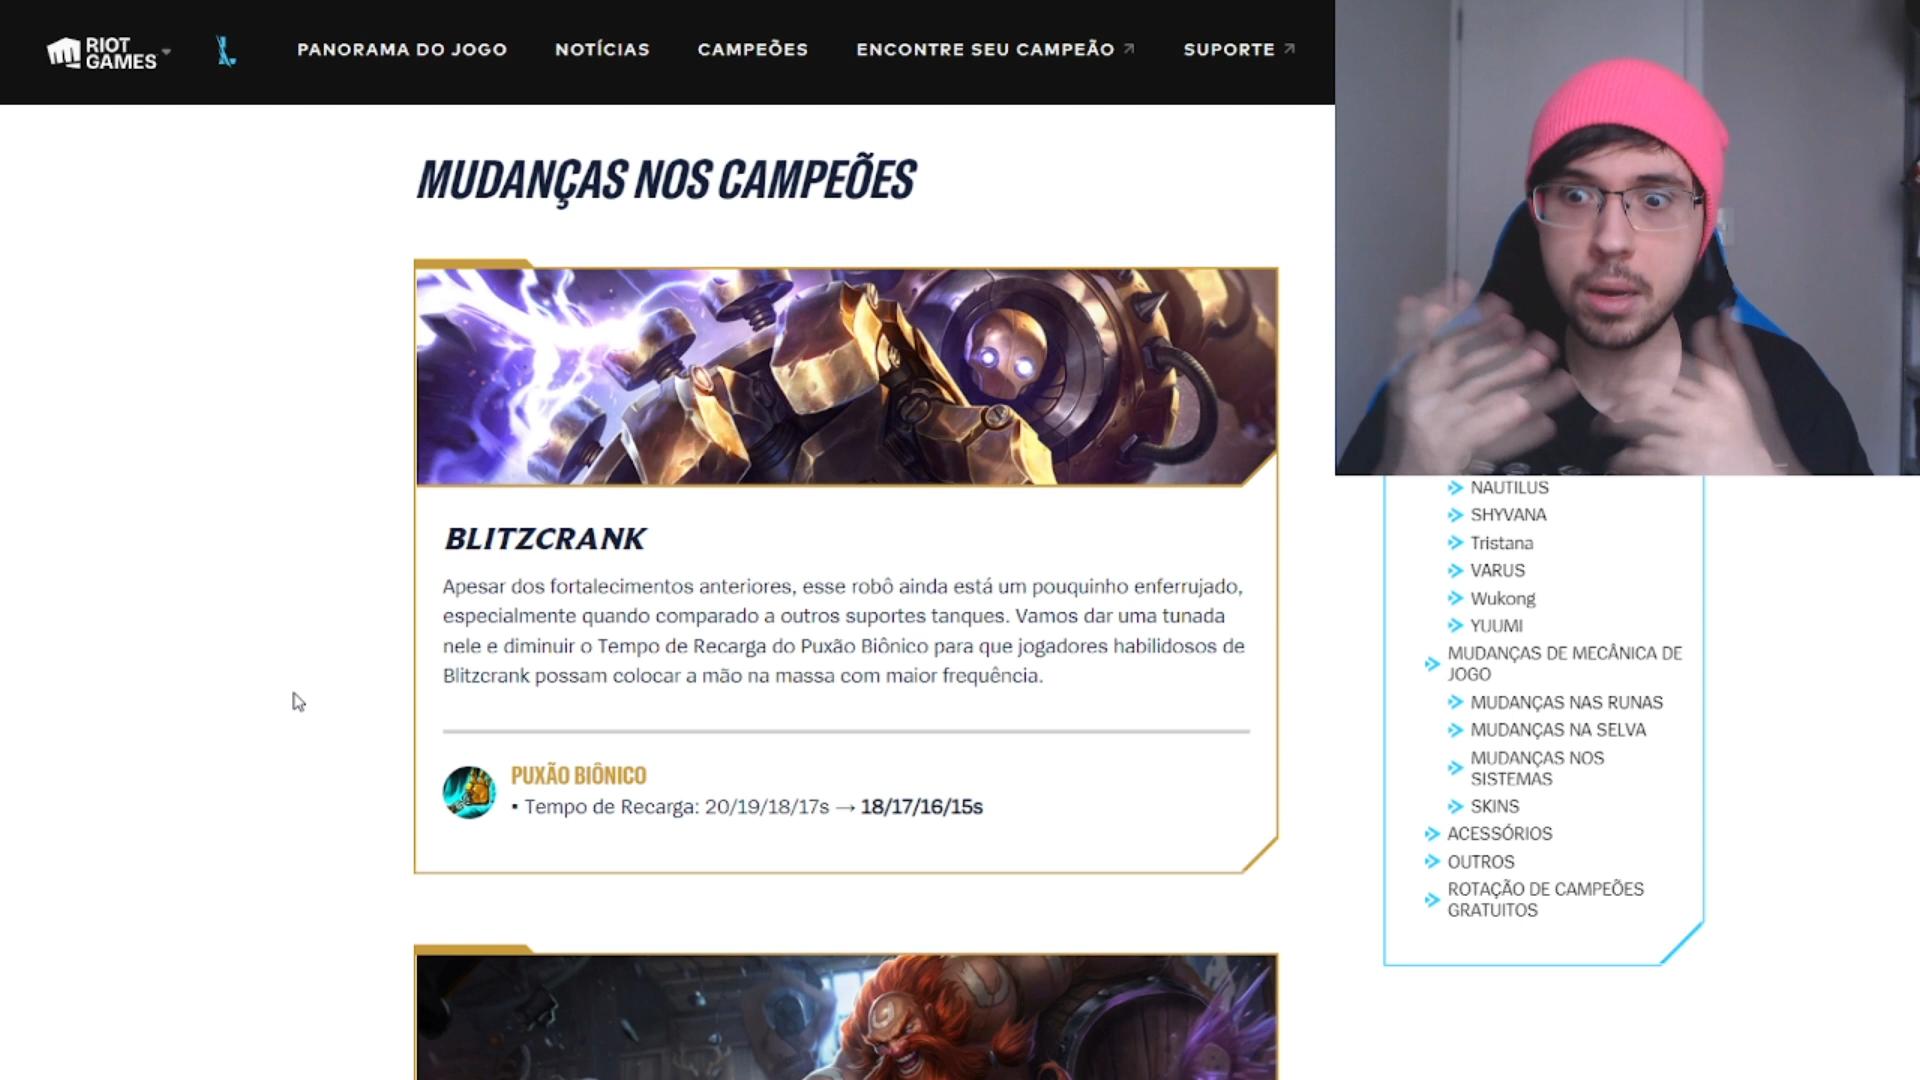 RIOT
GAMES
PANORAMA DO JOGO
NOTÍCIAS
CAMPEÕES
ENCONTRE SEU CAMPEÃO
SUPORTE
MUDANÇAS NOS CAMPEÕES
BLITZCRANK
Apesar dos fortalecimentos anteriores, esse robô ainda está um pouquinho enferrujado,
especialmente quando comparado a outros suportes tanques. Vamos dar uma tunada
nele e diminuir o Tempo de Recarga do Puxão Biônico para que jogadores habilidosos de
Blitzcrank possam colocar a mão na massa com maior frequência.
PUXÃO BIÔNICO
▪ Tempo de Recarga: 20/19/18/17s → 18/17/16/15s
NAUTILUS
SHYVANA
Tristana
VARUS
Wukong
YUUMI
MUDANÇAS DE MECÂNICA DE
JOGO
MUDANÇAS NAS RUNAS
MUDANÇAS NA SELVA
MUDANÇAS NOS
SISTEMAS
SKINS
ACESSÓRIOS
OUTROS
ROTAÇÃO DE CAMPEÕES
GRATUITOS